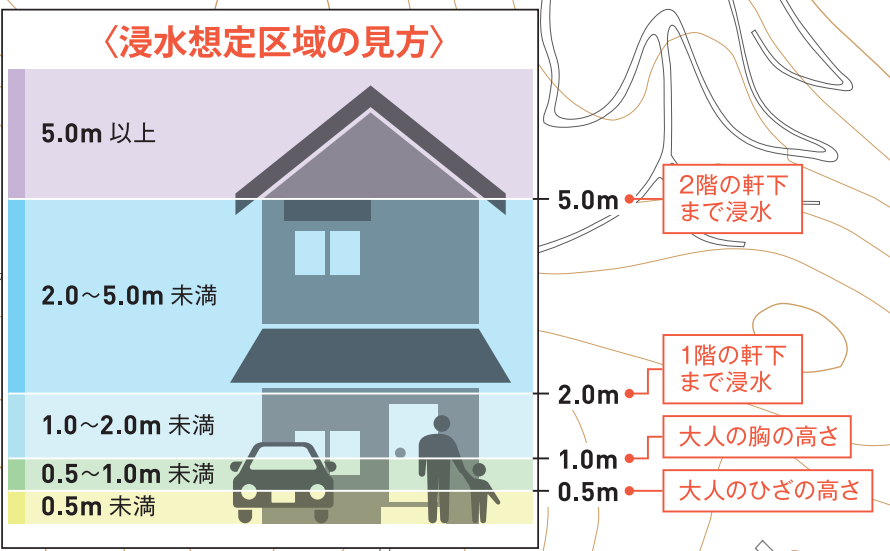 〈浸水想定区域の見方〉
5.0m 以上
5.0m
2階の軒下
まで浸水
2.0～5.0m 未満
1階の軒下
まで浸水
2.0m
1.0～2.0m 未満
大人の胸の高さ
1.0m
0.5～1.0m 未満
0.5m
大人のひざの高さ
0.5m 未満